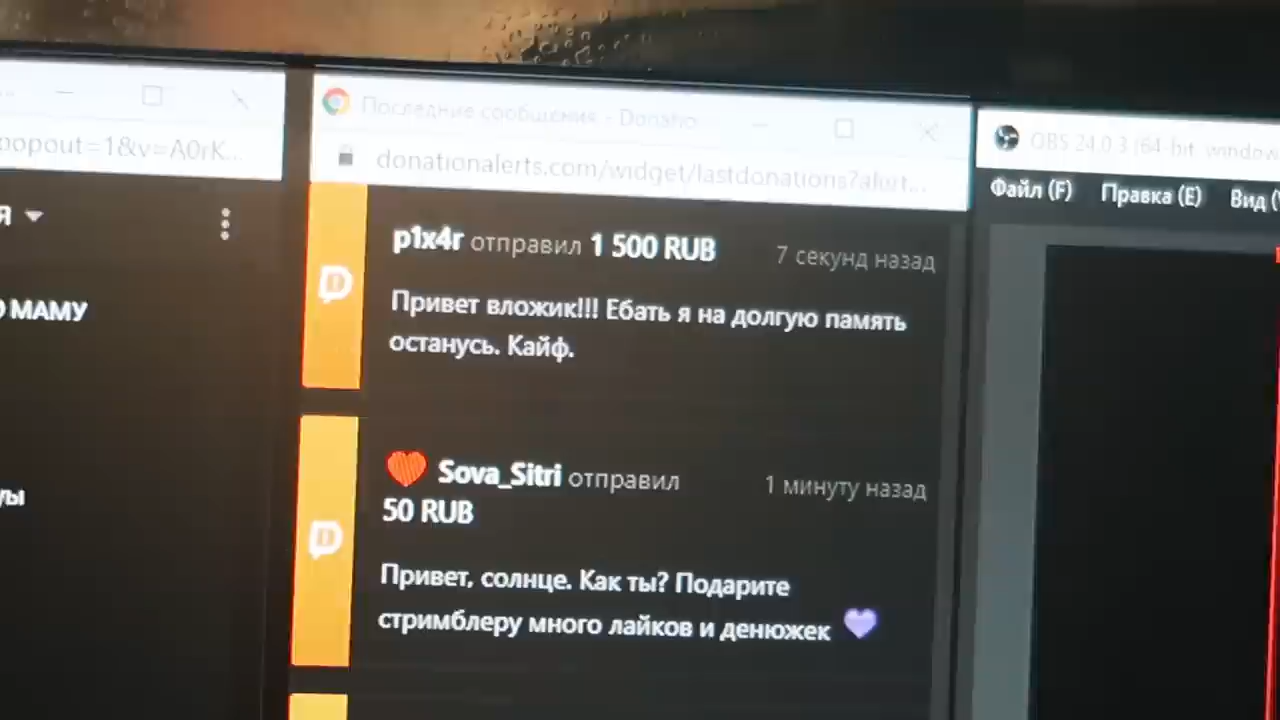 popout=1&v=A0rK...
Я
О МАМУ
уы
Последние сообщения - Donatio
donationalerts.com/widget/lastdonations?alert...
p1x4r отправил 1 500 RUB
7 секунд назад
Привет вложик!!! Ебать я на долгую память
останусь. Кайф.
Sova_Sitri отправил
50 RUB
1 минуту назад
Привет, солнце. Как ты? Подарите
стримблеру много лайков и денюжек 💜
OBS 24.0.3 (64-bit, window
Файл (F) Правка (E) Вид (V